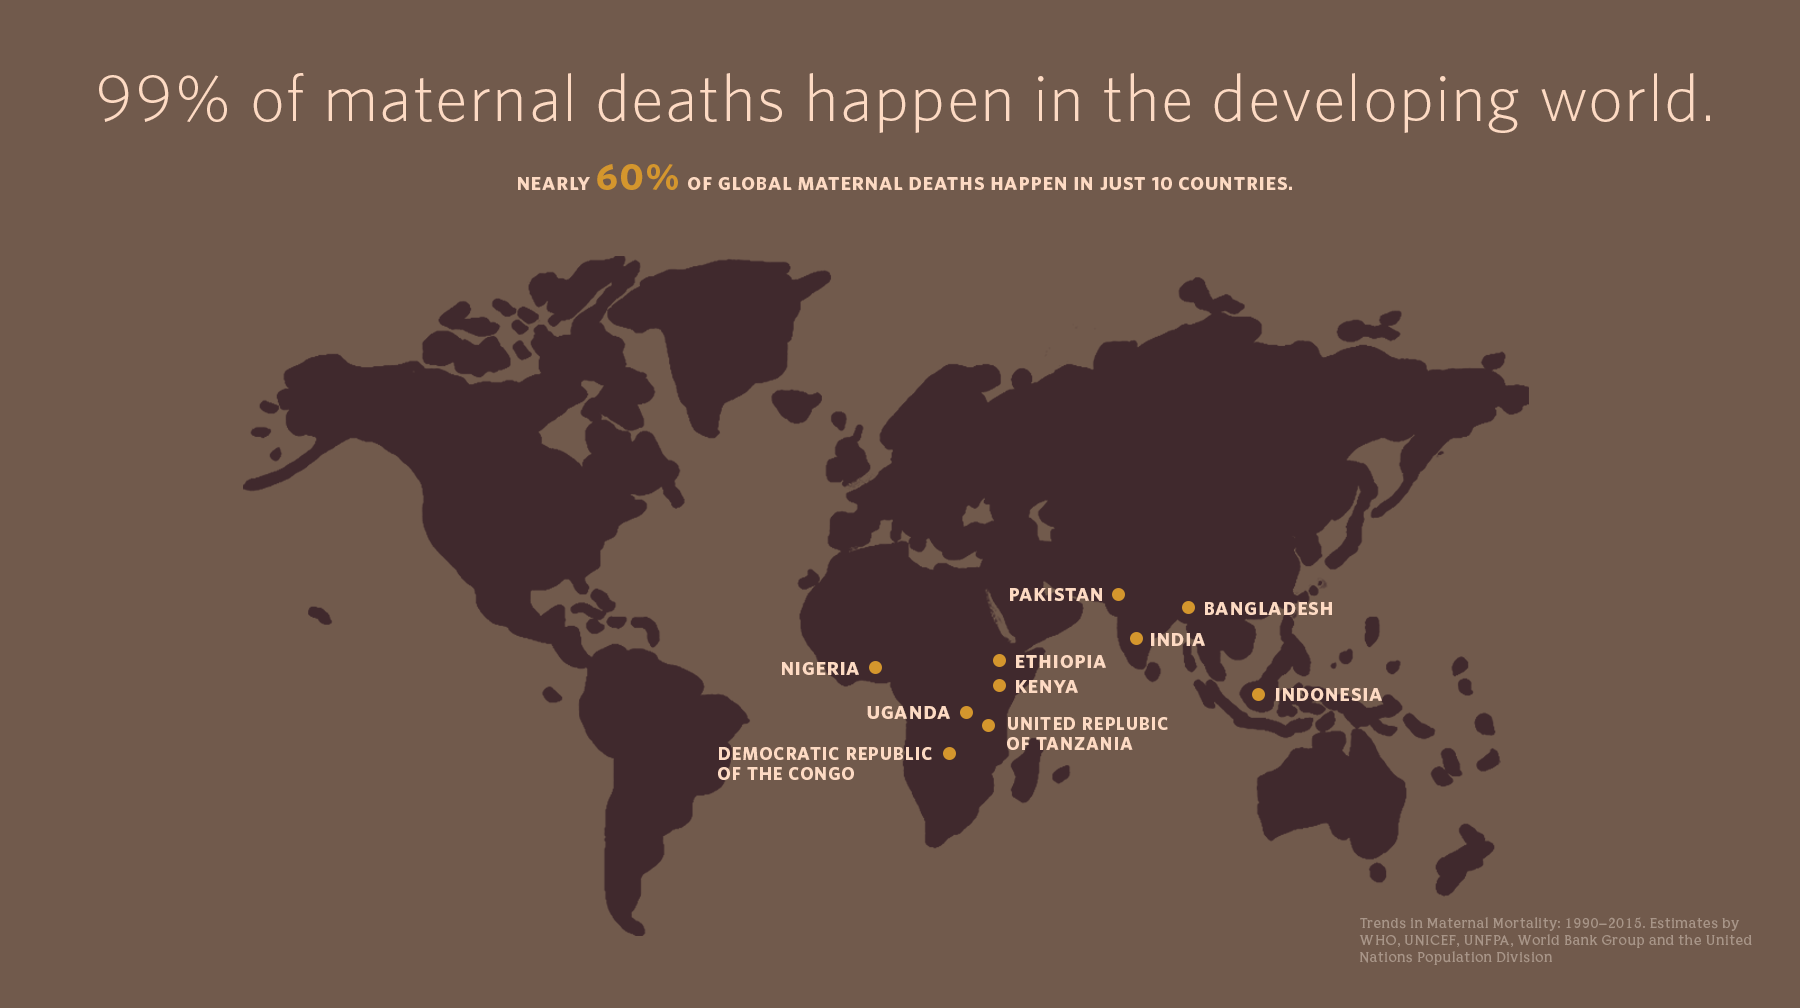 99% of maternal deaths happen in the developing world.
NEARLY 60% OF GLOBAL MATERNAL DEATHS HAPPEN IN JUST 10 COUNTRIES.
PAKISTAN
BANGLADESH
INDIA
NIGERIA
ETHIOPIA
KENYA
INDONESIA
UGANDA
UNITED REPLUBIC
OF TANZANIA
DEMOCRATIC REPUBLIC
OF THE CONGO
Trends in Maternal Mortality: 1990–2015. Estimates by
WHO, UNICEF, UNFPA, World Bank Group and the United
Nations Population Division